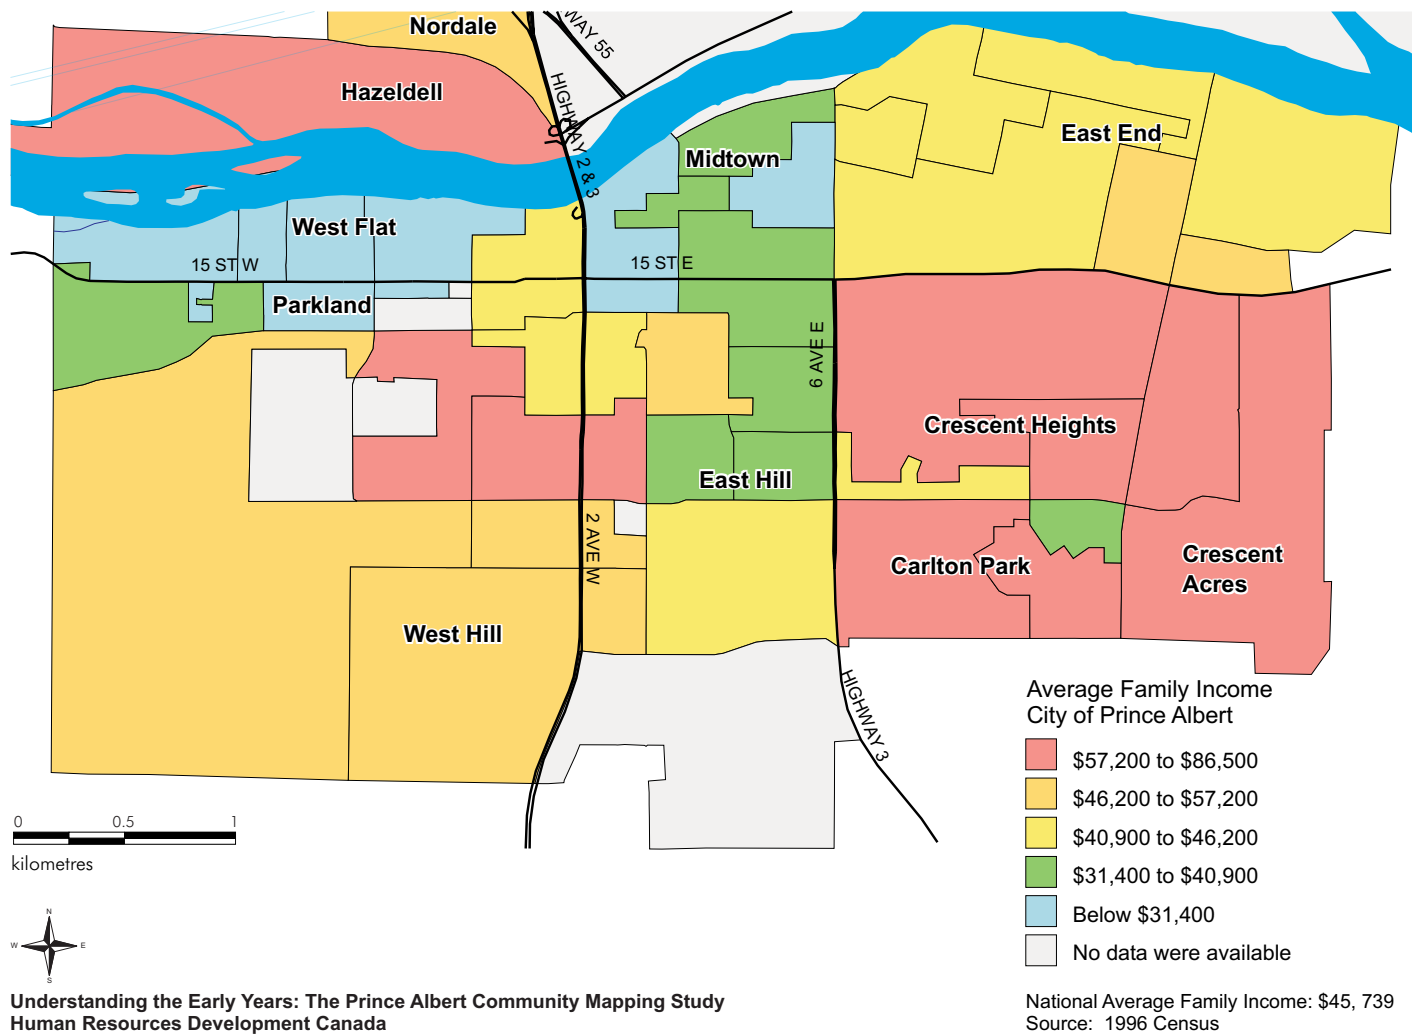 Nordale
WAY 55
Hazeldell
HIGHWAY 2 & 3
East End
Midtown
West Flat
15 ST W
15 ST E
Parkland
6 AVE E
Crescent Heights
East Hill
2 AVE W
Carlton Park
Crescent
Acres
West Hill
HIGHWAY 3
Average Family Income
City of Prince Albert
$57,200 to $86,500
$46,200 to $57,200
$40,900 to $46,200
$31,400 to $40,900
Below $31,400
No data were available
0 0.5 1
kilometres
N
W E
S
Understanding the Early Years: The Prince Albert Community Mapping Study
Human Resources Development Canada
National Average Family Income: $45, 739
Source: 1996 Census